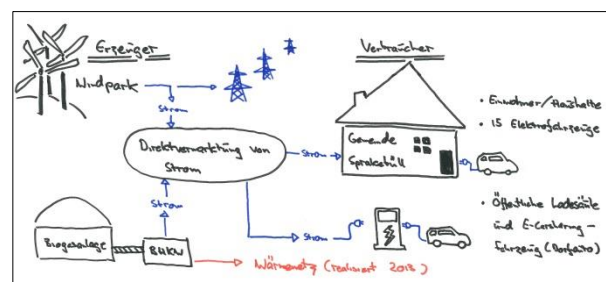 Erzeuger
Windpark
Strom
Direktvermarktung von
Strom
Strom
Biogasanlage
BHKW
Wärmenetz (realisiert 2013)
Verbraucher
Gemeinde
Sprakebüll
Strom
• Einwohner/Haushalte
• 15 Elektrofahrzeuge
Strom
• Öffentliche Ladesäule
und E-Carsharing-
Fahrzeug (Dorfauto)